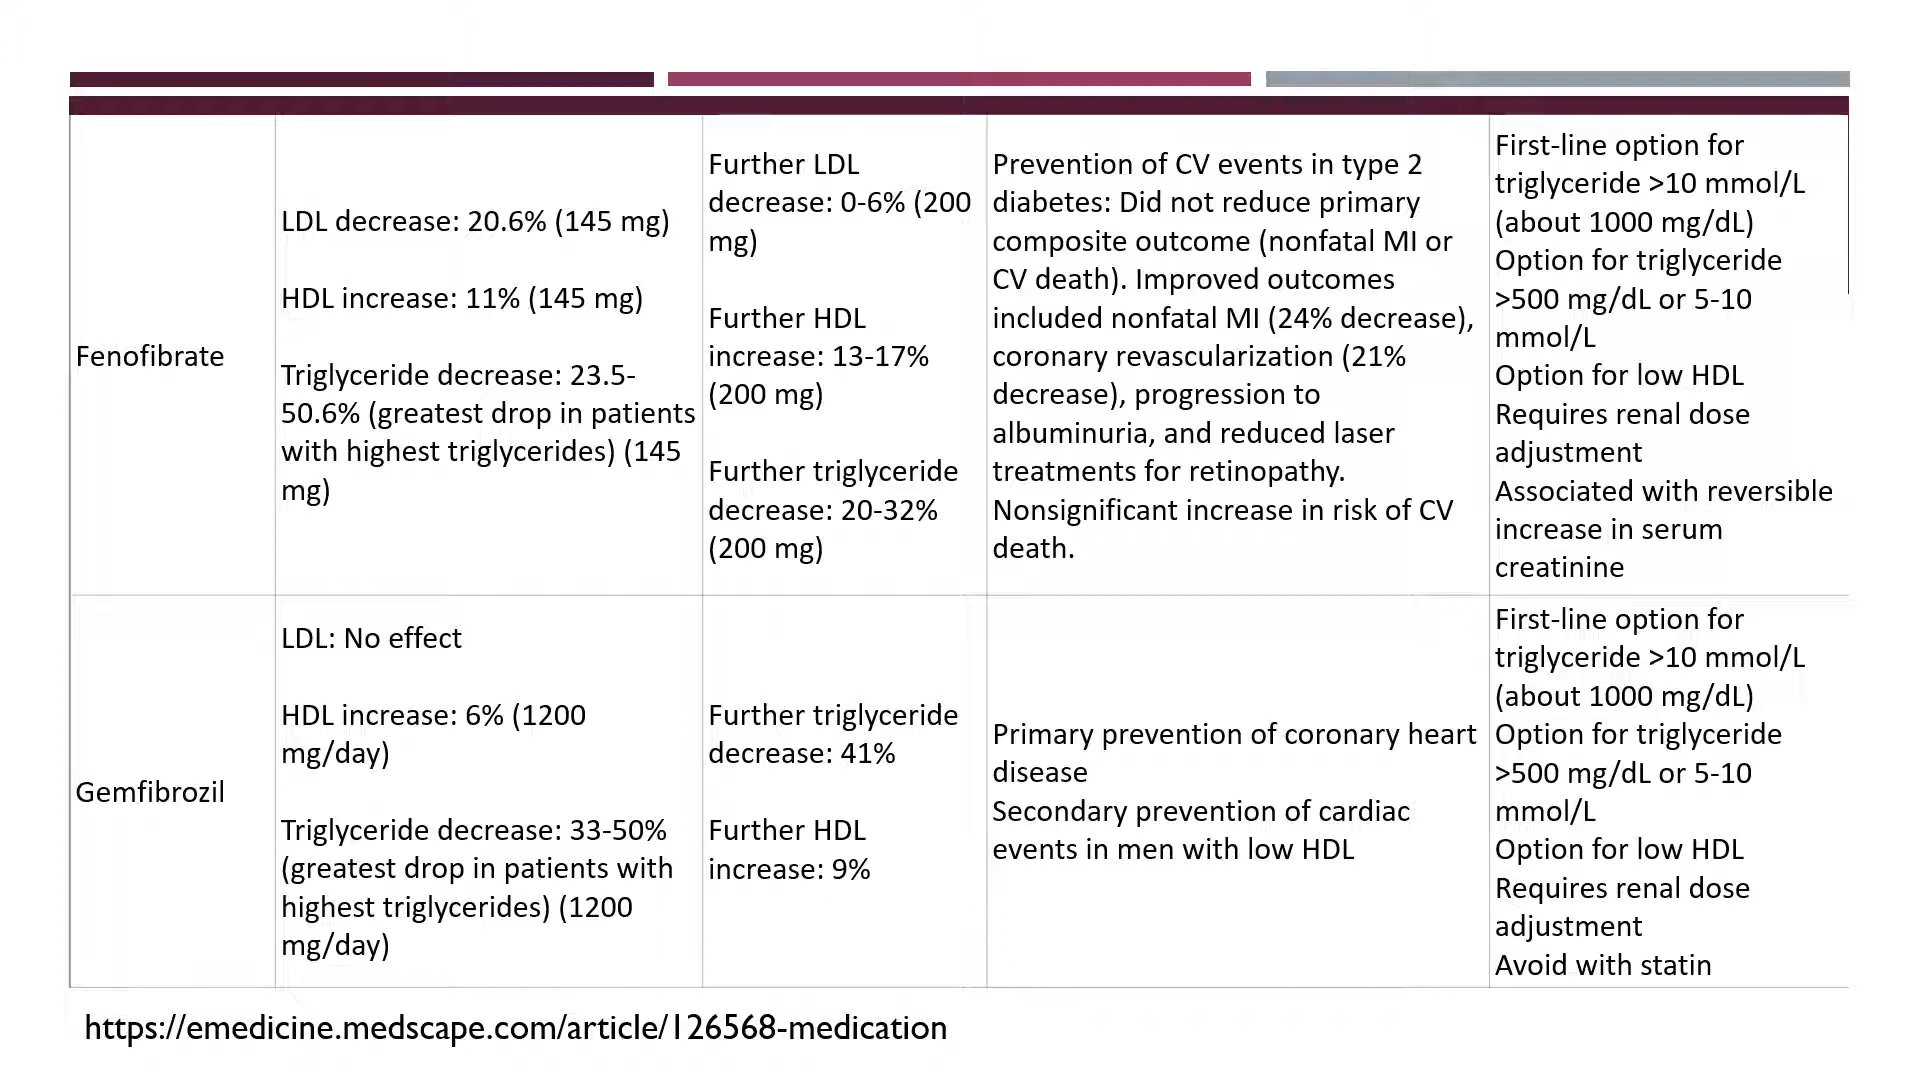 Fenofibrate
LDL decrease: 20.6% (145 mg)
HDL increase: 11% (145 mg)
Triglyceride decrease: 23.5-
50.6% (greatest drop in patients
with highest triglycerides) (145
mg)
Further LDL
decrease: 0-6% (200
mg)
Further HDL
increase: 13-17%
(200 mg)
Further triglyceride
decrease: 20-32%
(200 mg)
Prevention of CV events in type 2
diabetes: Did not reduce primary
composite outcome (nonfatal MI or
CV death). Improved outcomes
included nonfatal MI (24% decrease),
coronary revascularization (21%
decrease), progression to
albuminuria, and reduced laser
treatments for retinopathy.
Nonsignificant increase in risk of CV
death.
First-line option for
triglyceride >10 mmol/L
(about 1000 mg/dL)
Option for triglyceride
>500 mg/dL or 5-10
mmol/L
Option for low HDL
Requires renal dose
adjustment
Associated with reversible
increase in serum
creatinine
Gemfibrozil
LDL: No effect
HDL increase: 6% (1200
mg/day)
Triglyceride decrease: 33-50%
(greatest drop in patients with
highest triglycerides) (1200
mg/day)
Further triglyceride
decrease: 41%
Further HDL
increase: 9%
Primary prevention of coronary heart
disease
Secondary prevention of cardiac
events in men with low HDL
First-line option for
triglyceride >10 mmol/L
(about 1000 mg/dL)
Option for triglyceride
>500 mg/dL or 5-10
mmol/L
Option for low HDL
Requires renal dose
adjustment
Avoid with statin
https://emedicine.medscape.com/article/126568-medication